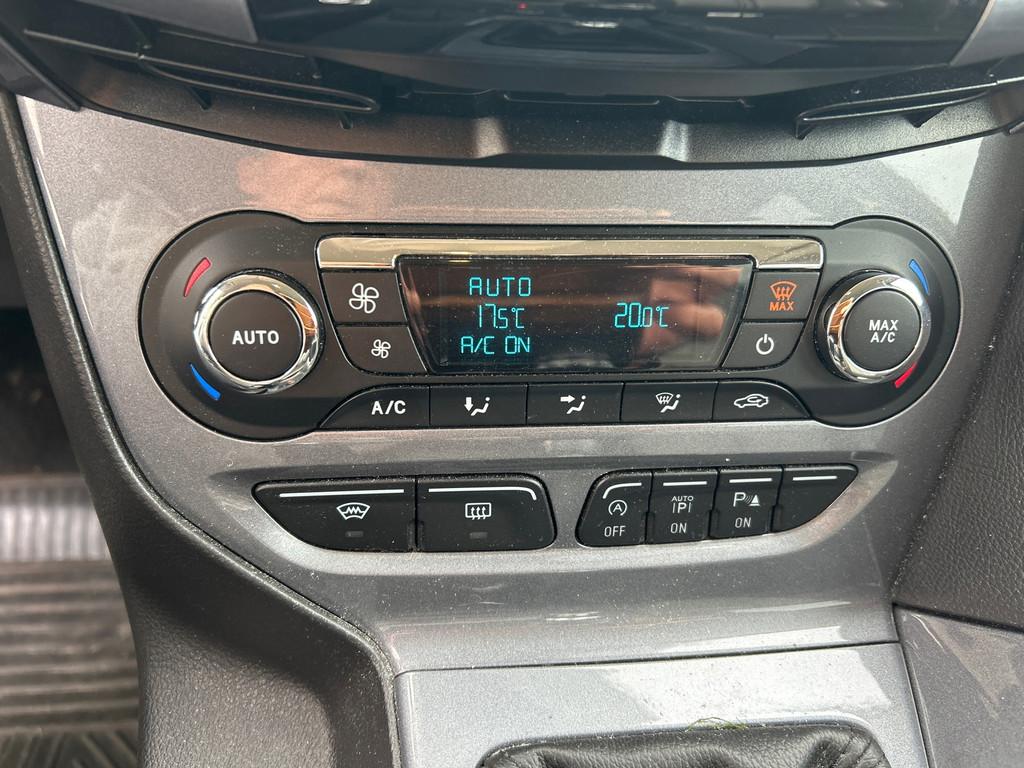 AUTO
AUTO
17.5°C
20.0°C
A/C ON
MAX
MAX
A/C
A/C
A
OFF
AUTO
P
ON
P
ON